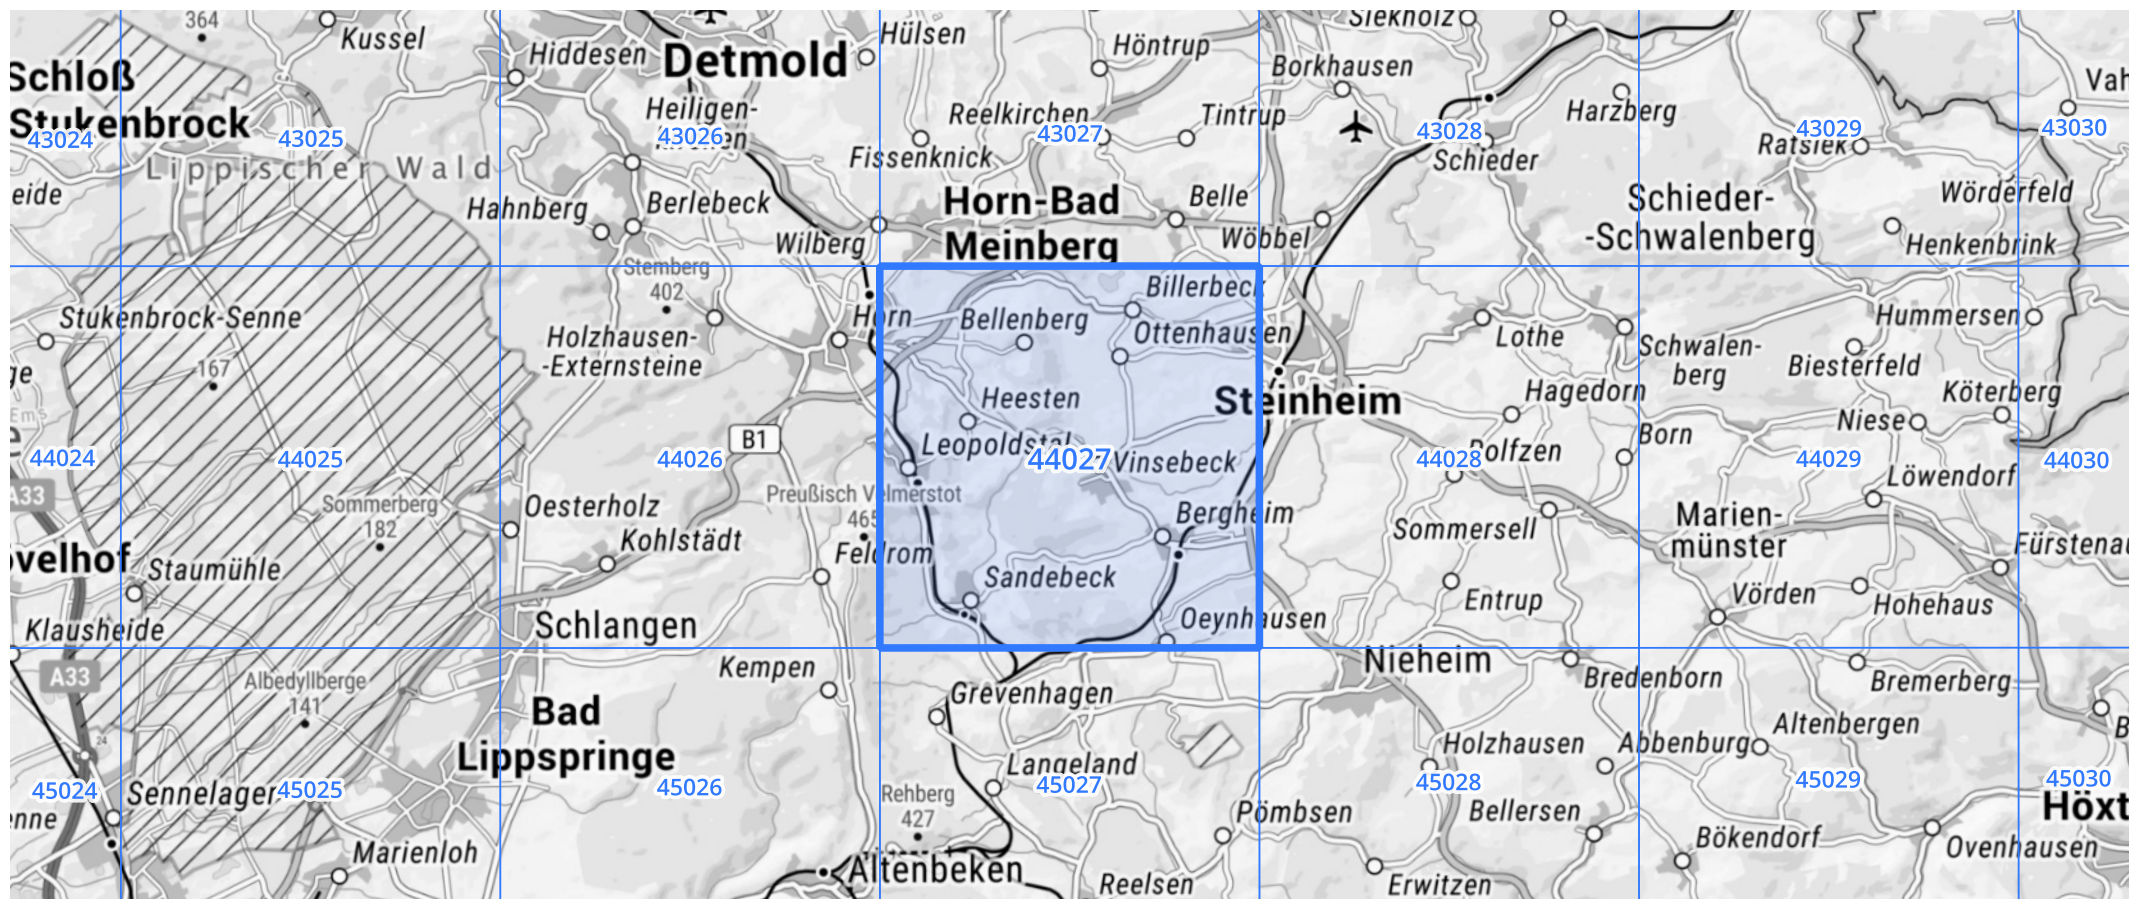 364
Kussel
Hiddesen
Detmold
Hülsen
Höntrup
Siekholz
Borkhausen
Harzberg
Schloß
Stukenbrock
43024
43025
Heiligen-
43026
Reelkirchen
43027
Tintrup
43028
Schieder
43029
Ratsiek
43030
Lippischer Wald
Fissenknick
eide
Hahnberg
Berlebeck
Wilberg
Horn-Bad
Meinberg
Belle
Wöbbel
Schieder-
-Schwalenberg
Wörderfeld
Henkenbrink
Stemberg
402
Stukenbrock-Senne
167
Holzhausen-
-Externsteine
Horn
Bellenberg
Billerbeck
Ottenhausen
Lothe
Schwalen-
berg
Hummersen
Biesterfeld
Köterberg
Ems
Heesten
Steinheim
Hagedorn
Niese
B1
Leopoldstal
Vinsebeck
Born
44024
44025
44026
44027
44028
44029
44030
Löwendorf
A33
Sommerberg
182
Oesterholz
Kohlstädt
Preußisch Velmerstot
465
Feldrom
Bergheim
Sommersell
Marien-
münster
Fürstenau
ovelhof
Staumühle
Sandebeck
Entrup
Vörden
Hohehaus
Klausheide
Schlangen
Oeynhausen
A33
Albedyllberge
141
Kempen
Grevenhagen
Nieheim
Bredenborn
Bremerberg
Bad
Lippspringe
24
Langeland
Holzhausen
Abbenburg
Altenbergen
45024
Sennelager
45025
45026
45027
45028
45029
45030
Rehberg
427
Pömbsen
Bellersen
Bökendorf
Höxt
Ovenhausen
Marienloh
Altenbeken
Reelsen
Erwitzen